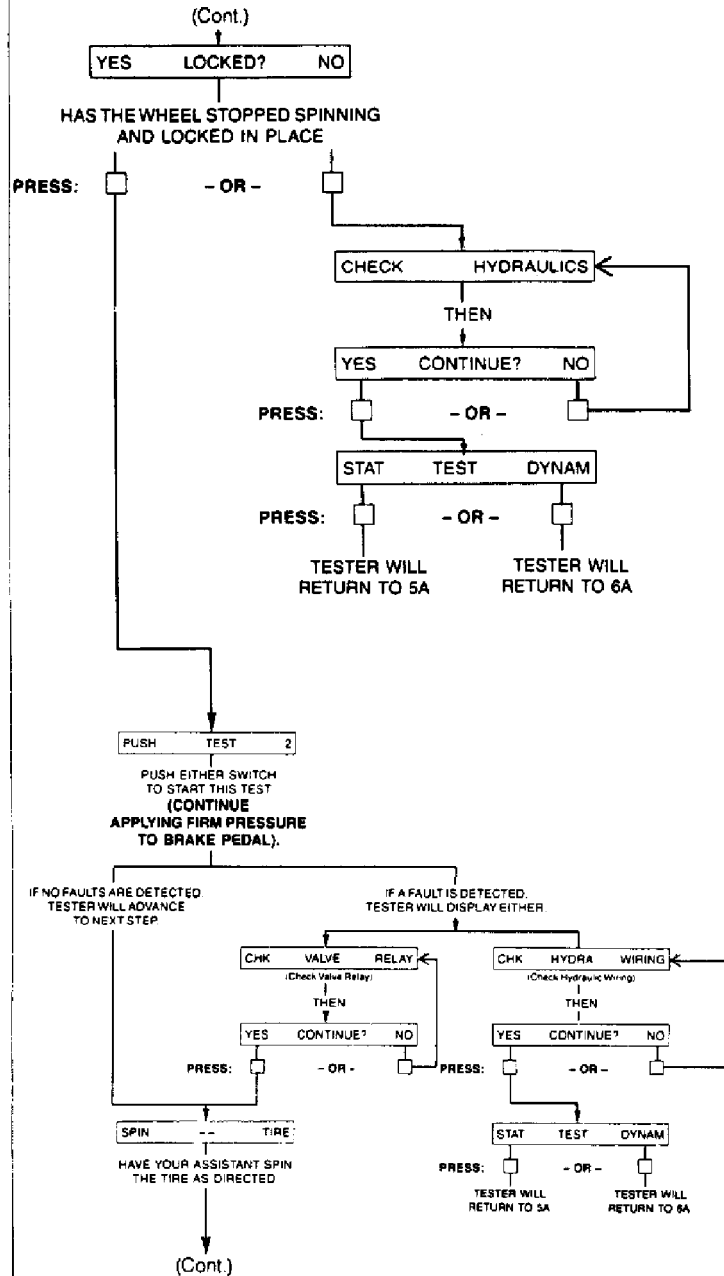 (Cont.)
YES LOCKED? NO
HAS THE WHEEL STOPPED SPINNING
AND LOCKED IN PLACE
PRESS: – OR –
CHECK HYDRAULICS
THEN
YES CONTINUE? NO
PRESS: – OR –
STAT TEST DYNAM
PRESS: – OR –
TESTER WILL
RETURN TO 5A
TESTER WILL
RETURN TO 6A
PUSH TEST 2
PUSH EITHER SWITCH
TO START THIS TEST
(CONTINUE
APPLYING FIRM PRESSURE
TO BRAKE PEDAL).
IF NO FAULTS ARE DETECTED.
TESTER WILL ADVANCE
TO NEXT STEP.
IF A FAULT IS DETECTED.
TESTER WILL DISPLAY EITHER.
CHK VALVE RELAY
(Check Valve Relay)
THEN
YES CONTINUE? NO
PRESS: – OR –
CHK HYDRA WIRING
(Check Hydraulic Wiring)
THEN
YES CONTINUE? NO
PRESS: – OR –
SPIN -- TIRE
HAVE YOUR ASSISTANT SPIN
THE TIRE AS DIRECTED
STAT TEST DYNAM
PRESS: – OR –
TESTER WILL
RETURN TO 5A
TESTER WILL
RETURN TO 6A
(Cont.)